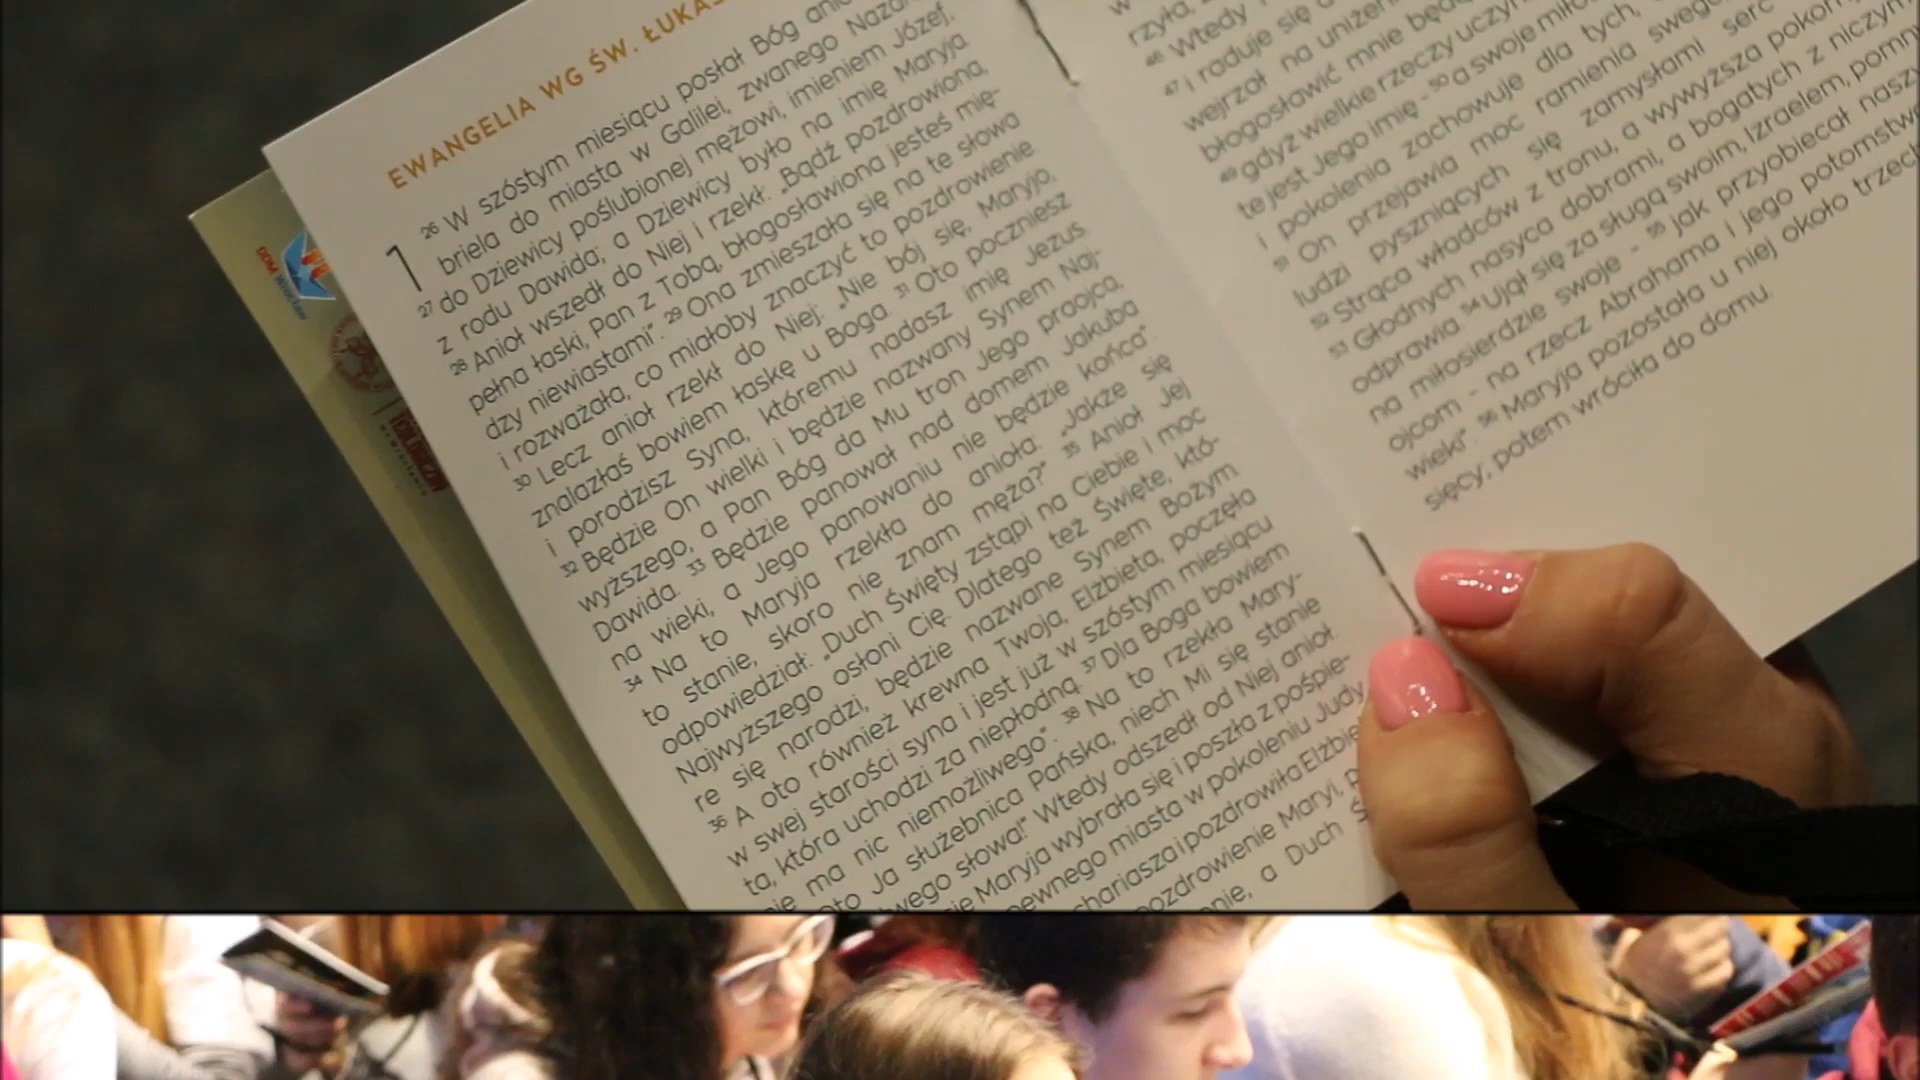 EWANGELIA WG ŚW. ŁUKAS
1 ²⁶ W szóstym miesiącu posłał Bóg anio
briela do miasta w Galilei, zwanego Nazar
²⁷ do Dziewicy poślubionej mężowi, imieniem Józef,
z rodu Dawida; a Dziewicy było na imię Maryja.
²⁸ Anioł wszedł do Niej i rzekł: „Bądź pozdrowiona,
pełna łaski, Pan z Tobą, błogosławiona jesteś mię-
dzy niewiastami”. ²⁹ Ona zmieszała się na te słowa
i rozważała, co miałoby znaczyć to pozdrowienie.
³⁰ Lecz anioł rzekł do Niej: „Nie bój się, Maryjo,
znalazłaś bowiem łaskę u Boga. ³¹ Oto poczniesz
i porodzisz Syna, któremu nadasz imię Jezus.
³² Będzie On wielki i będzie nazwany Synem Naj-
wyższego, a Pan Bóg da Mu tron Jego praojca,
Dawida. ³³ Będzie panował nad domem Jakuba
na wieki, a Jego panowaniu nie będzie końca”.
³⁴ Na to Maryja rzekła do anioła: „Jakże się
to stanie, skoro nie znam męża?” ³⁵ Anioł Jej
odpowiedział: „Duch Święty zstąpi na Ciebie i moc
Najwyższego osłoni Cię. Dlatego też Święte, któ-
re się narodzi, będzie nazwane Synem Bożym.
³⁶ A oto również krewna Twoja, Elżbieta, poczęła
w swej starości syna i jest już w szóstym miesiącu
ta, która uchodzi za niepłodną. ³⁷ Dla Boga bowiem
nie ma nic niemożliwego”. ³⁸ Na to rzekła Mary-
Oto Ja służebnica Pańska, niech Mi się stanie
twego słowa!” Wtedy odszedł od Niej anioł.
Maryja wybrała się i poszła z pośpie-
pewnego miasta w pokoleniu Judy.
chariasza i pozdrowiła Elżbie
pozdrowienie Maryi, p
onie, a Duch Ś
⁴⁶ Wtedy
⁴⁷ i raduje się
wejrzał na uniżen
błogosławić mnie będą
⁴⁹ gdyż wielkie rzeczy uczyn
te jest Jego imię - ⁵⁰ a swoje miło
i pokolenia zachowuje dla tych,
⁵¹ On przejawia moc ramienia swego
ludzi pyszniących się zamysłami serc
⁵² Strąca władców z tronu, a wywyższa pokor
⁵³ Głodnych nasyca dobrami, a bogatych z niczym
odprawia. ⁵⁴ Ujął się za sługą swoim, Izraelem, pomny
na miłosierdzie swoje - ⁵⁵ jak przyobiecał naszy
ojcom - na rzecz Abrahama i jego potomstwa
wieki”. ⁵⁶ Maryja pozostała u niej około trzech
sięcy, potem wróciła do domu.